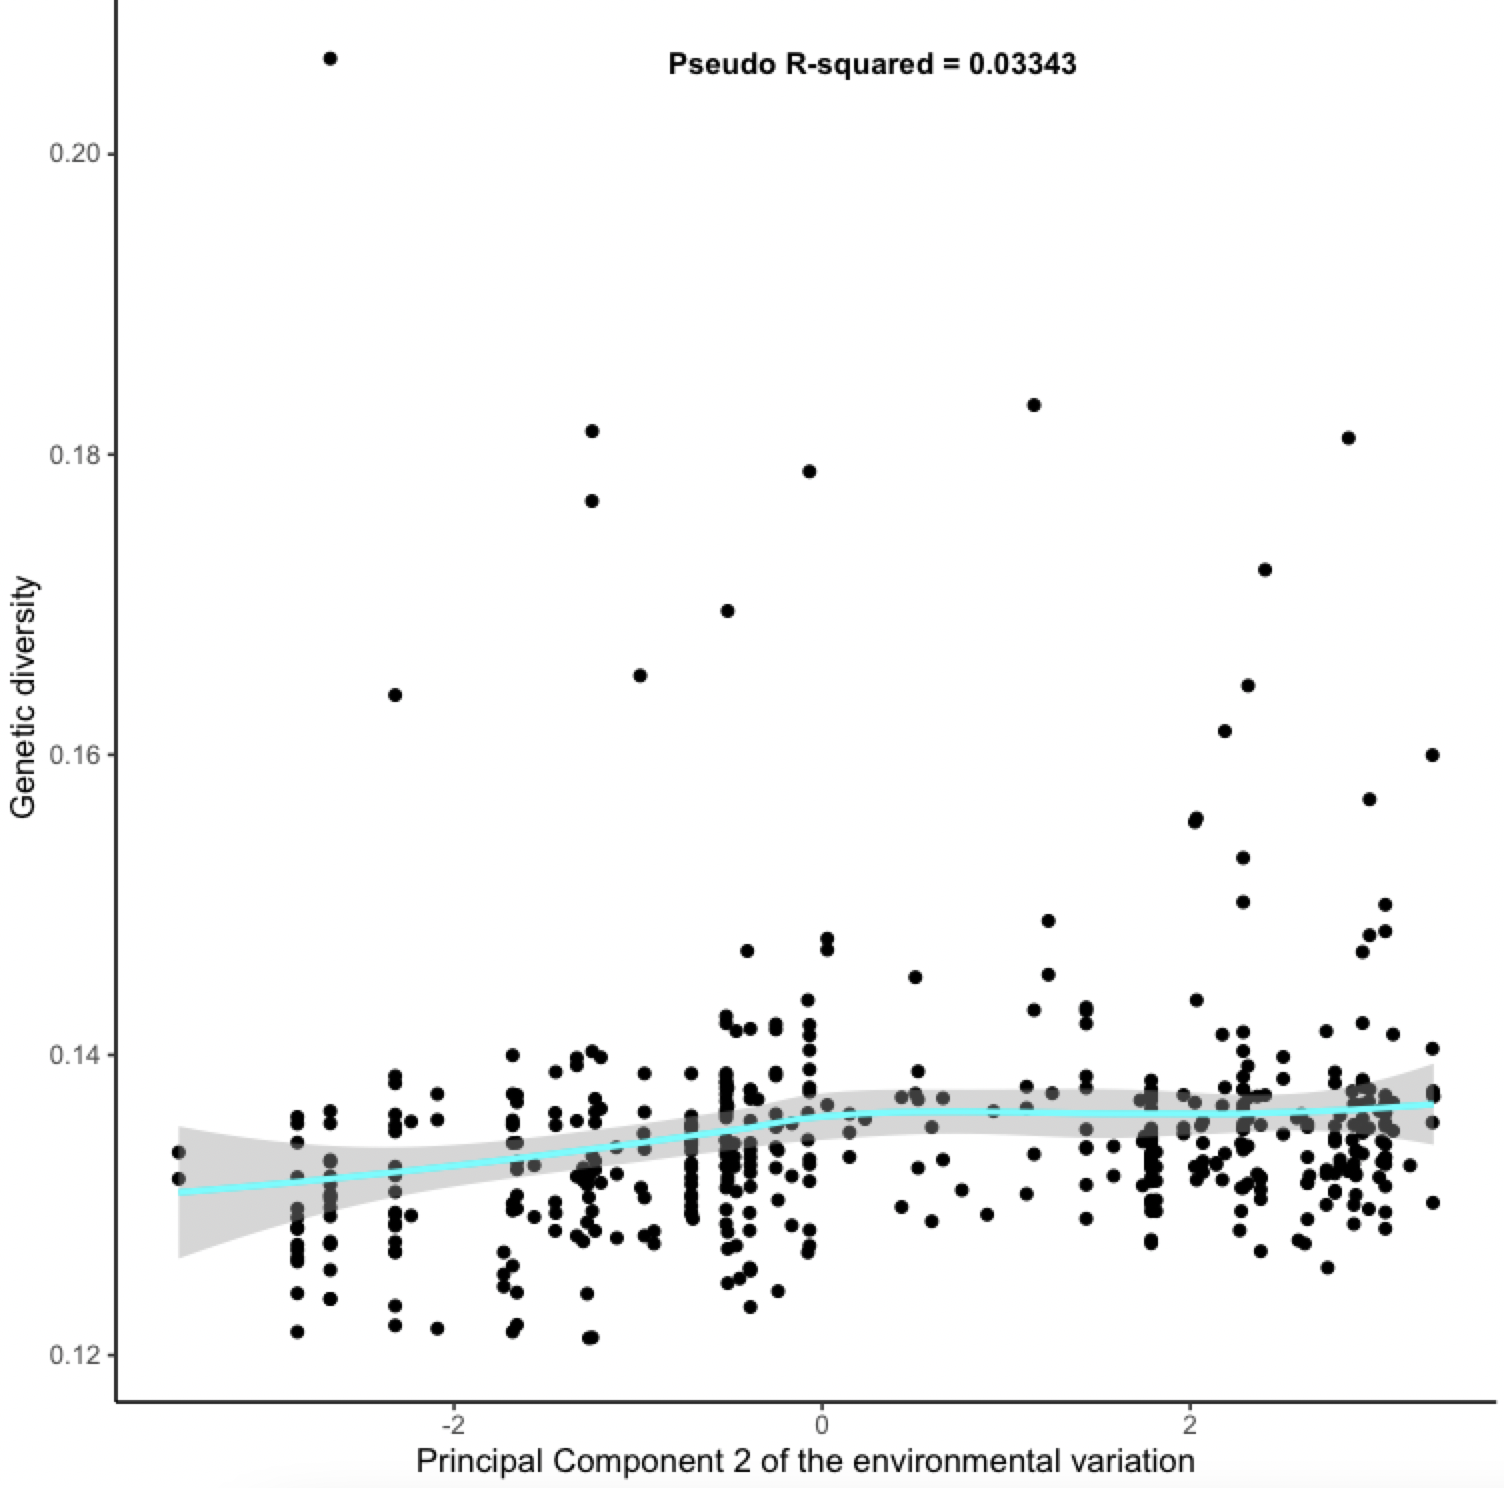 Pseudo R-squared = 0.03343
0.20
0.18
0.16
0.14
0.12
Genetic diversity
-2
0
2
Principal Component 2 of the environmental variation